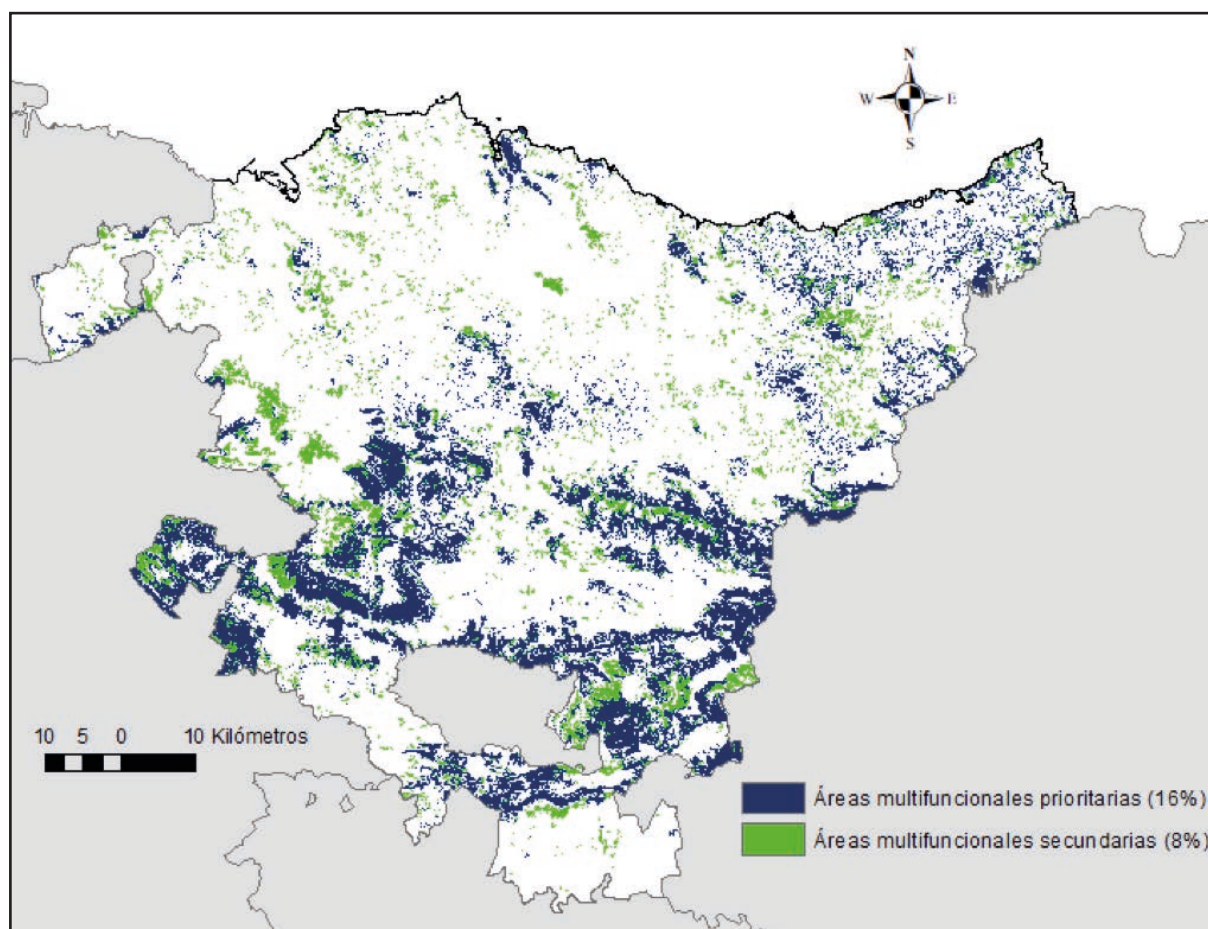 N
W E
S
10 5 0 10 Kilómetros
Áreas multifuncionales prioritarias (16%)
Áreas multifuncionales secundarias (8%)